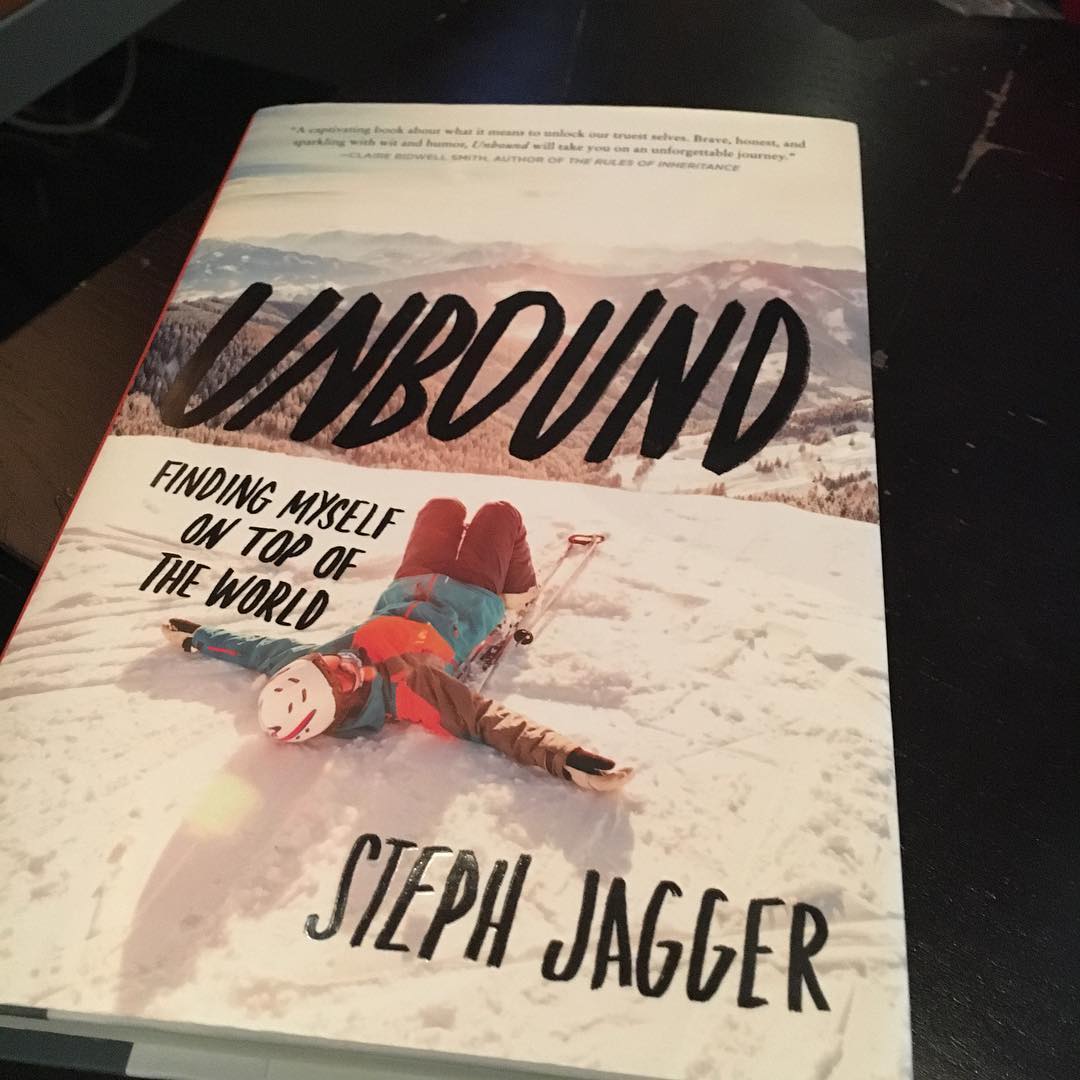 "A captivating book about what it means to unlock our truest selves. Brave, honest, and
sparkling with wit and humor, Unbound will take you on an unforgettable journey."
—CLAIRE BIDWELL SMITH, AUTHOR OF THE RULES OF INHERITANCE
UNBOUND
FINDING MYSELF
ON TOP OF
THE WORLD
STEPH JAGGER